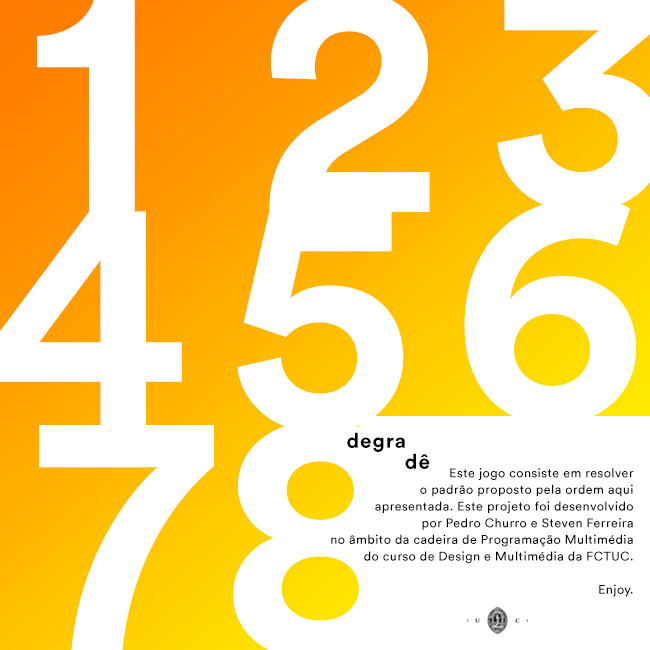 1 2 3
4 5 6
7 8
degra
dê
Este jogo consiste em resolver
o padrão proposto pela ordem aqui
apresentada. Este projeto foi desenvolvido
por Pedro Churro e Steven Ferreira
no âmbito da cadeira de Programação Multimédia
do curso de Design e Multimédia da FCTUC.
Enjoy.
· U C ·